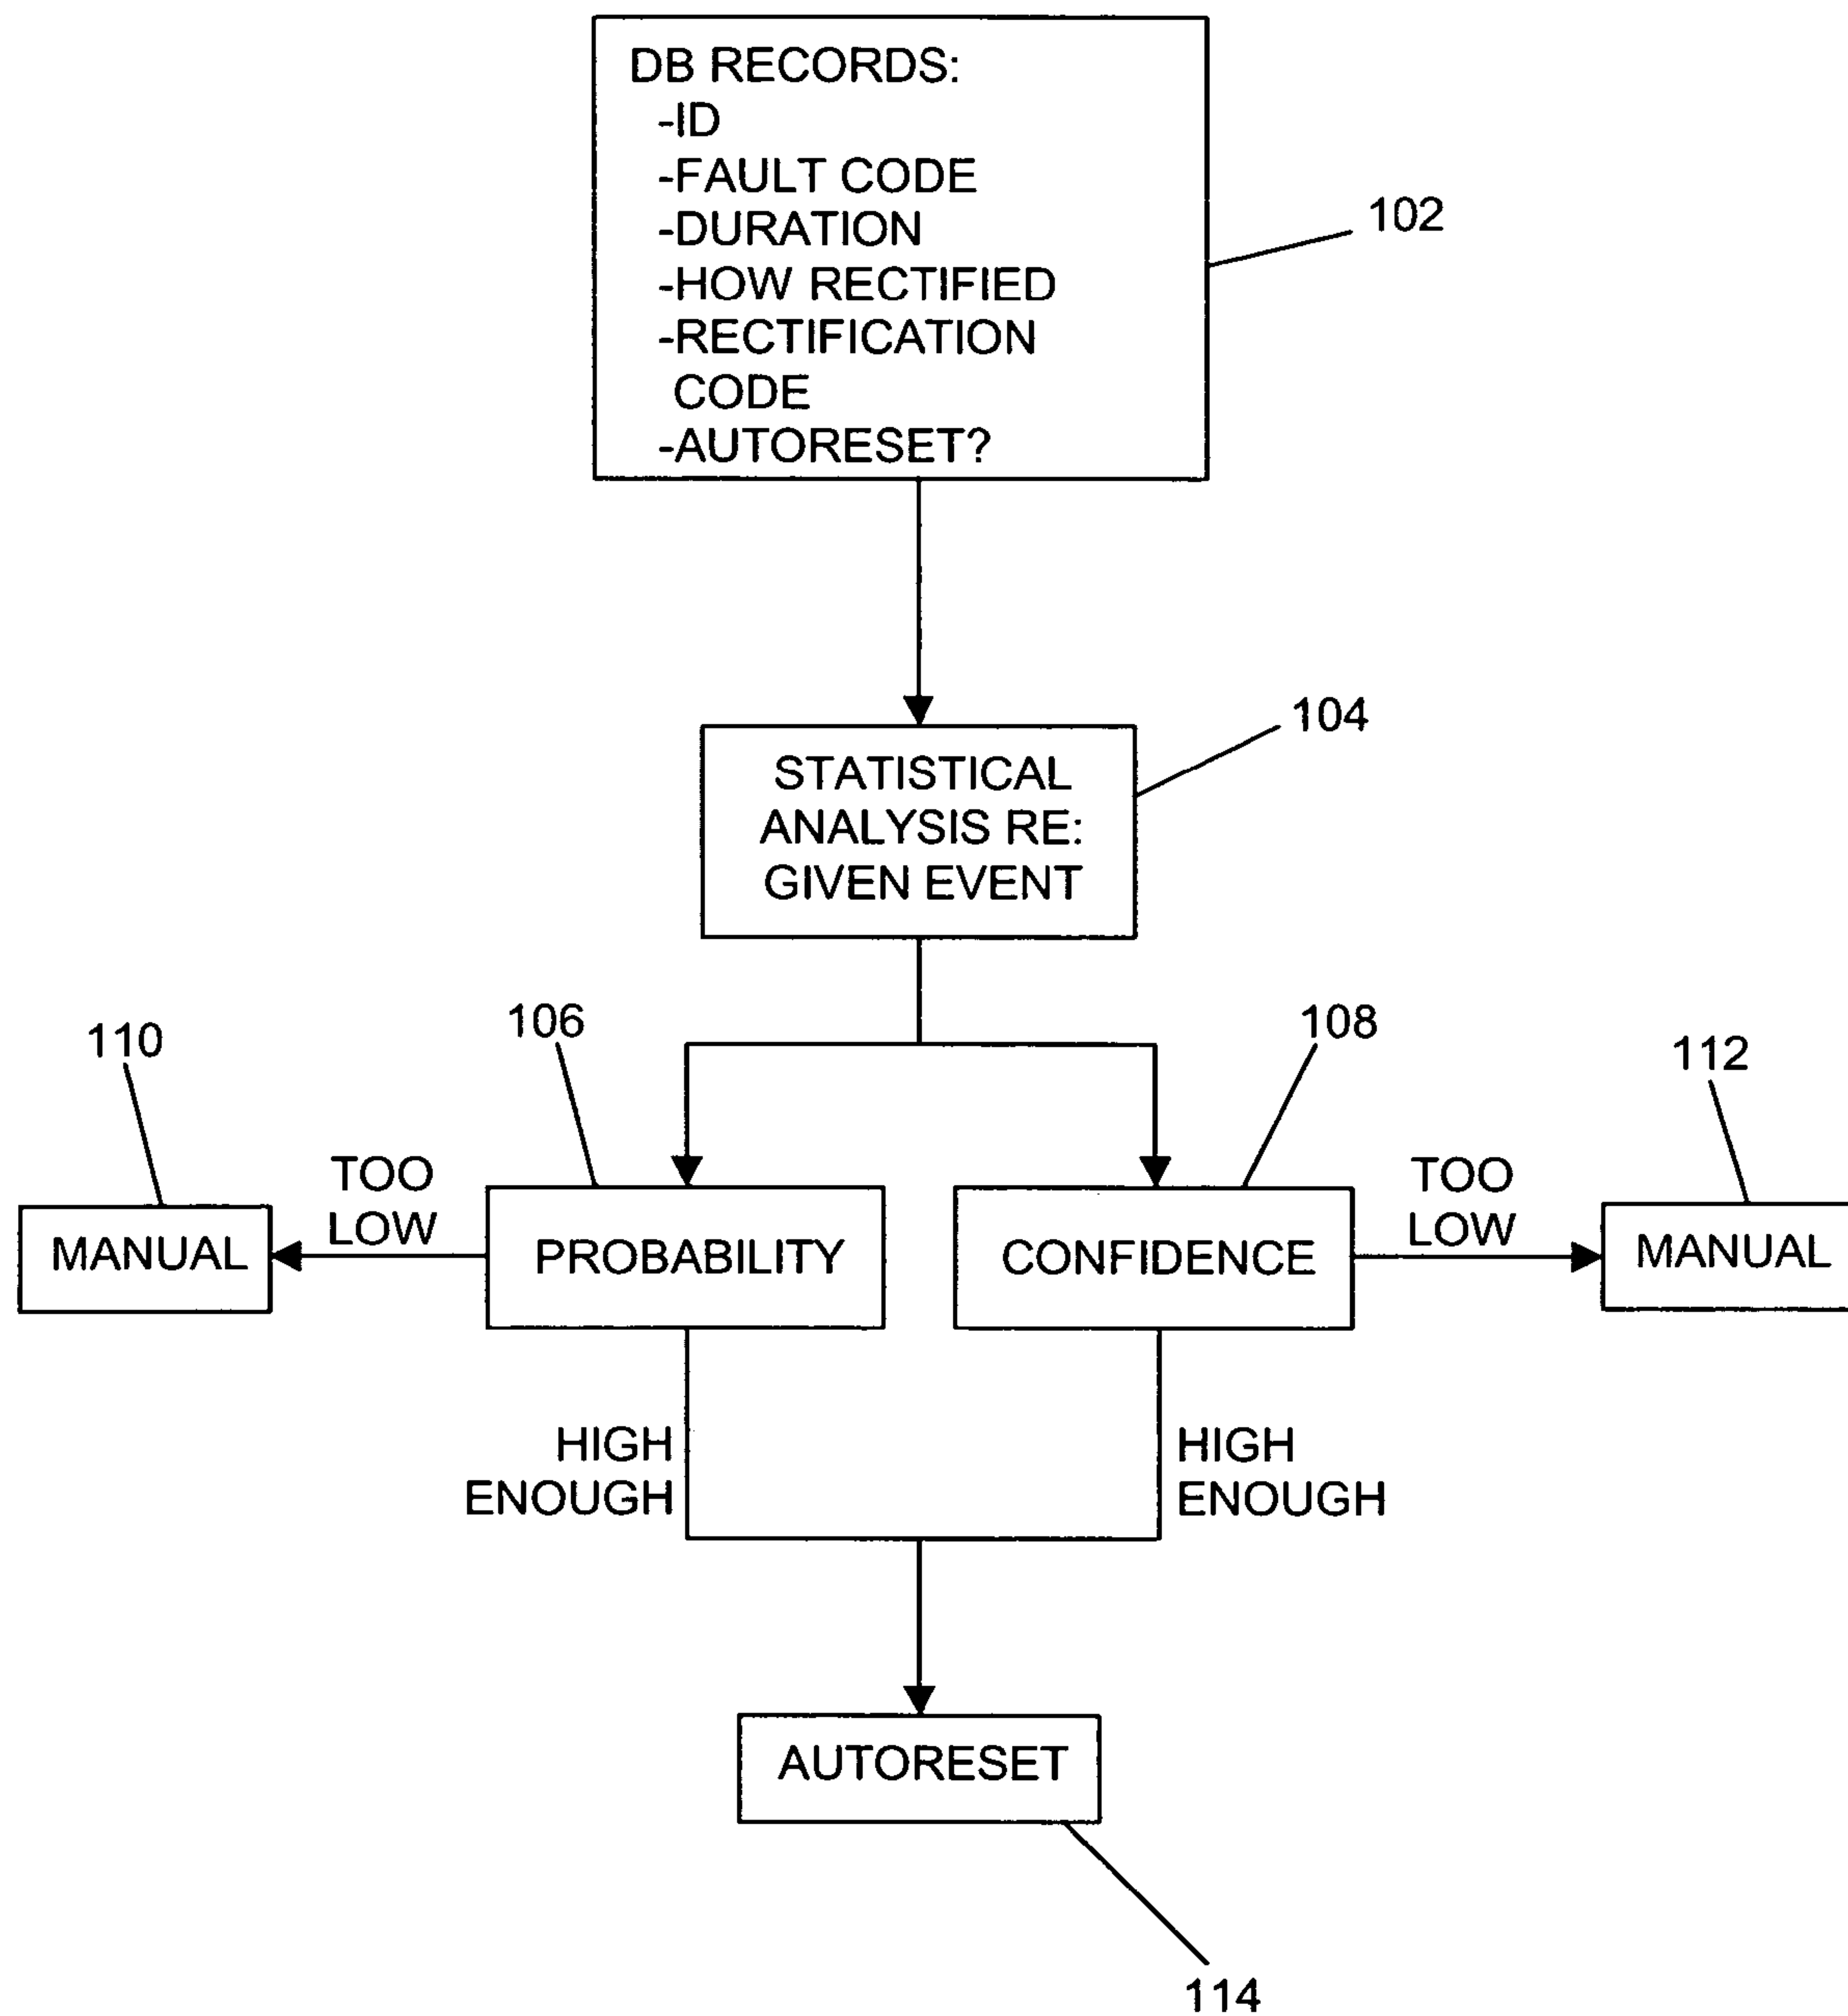 DB RECORDS:
-ID
-FAULT CODE
-DURATION
-HOW RECTIFIED
-RECTIFICATION
CODE
-AUTORESET?
102
STATISTICAL
ANALYSIS RE:
GIVEN EVENT
104
106
108
110
112
TOO
LOW
TOO
LOW
MANUAL
PROBABILITY
CONFIDENCE
MANUAL
HIGH
ENOUGH
HIGH
ENOUGH
AUTORESET
114